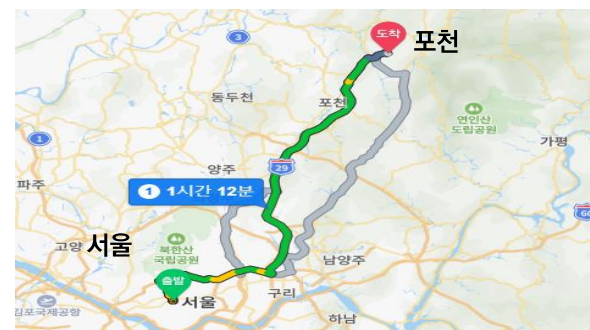 도착
포천
3
동두천
포천
연인산
도립공원
가평
1
양주
29
파주
1 1시간 12분
60
고양
서울
북한산
국립공원
남양주
출발
서울
구리
김포국제공항
하남